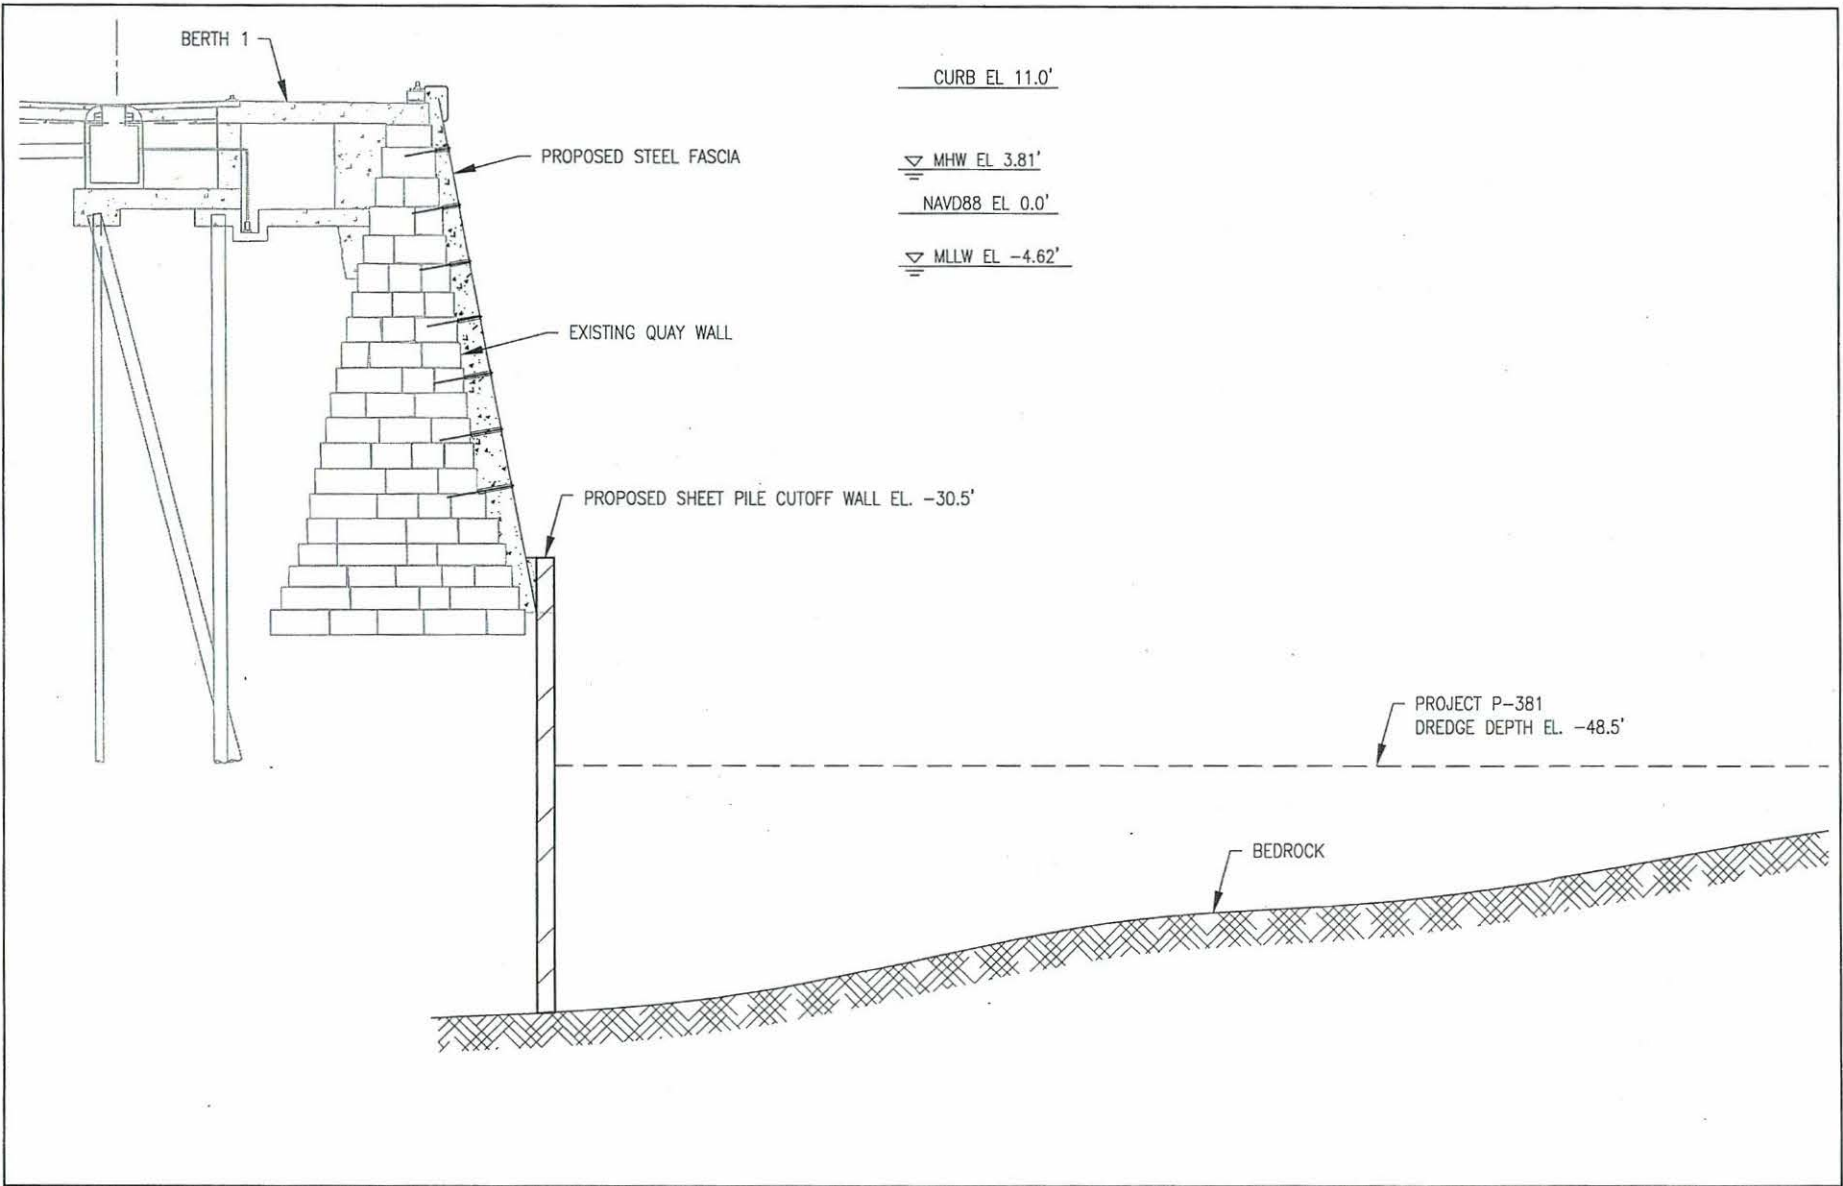 BERTH 1
CURB EL 11.0'
PROPOSED STEEL FASCIA
MHW EL 3.81'
NAVD88 EL 0.0'
MLLW EL -4.62'
EXISTING QUAY WALL
PROPOSED SHEET PILE CUTOFF WALL EL. -30.5'
PROJECT P-381
DREDGE DEPTH EL. -48.5'
BEDROCK